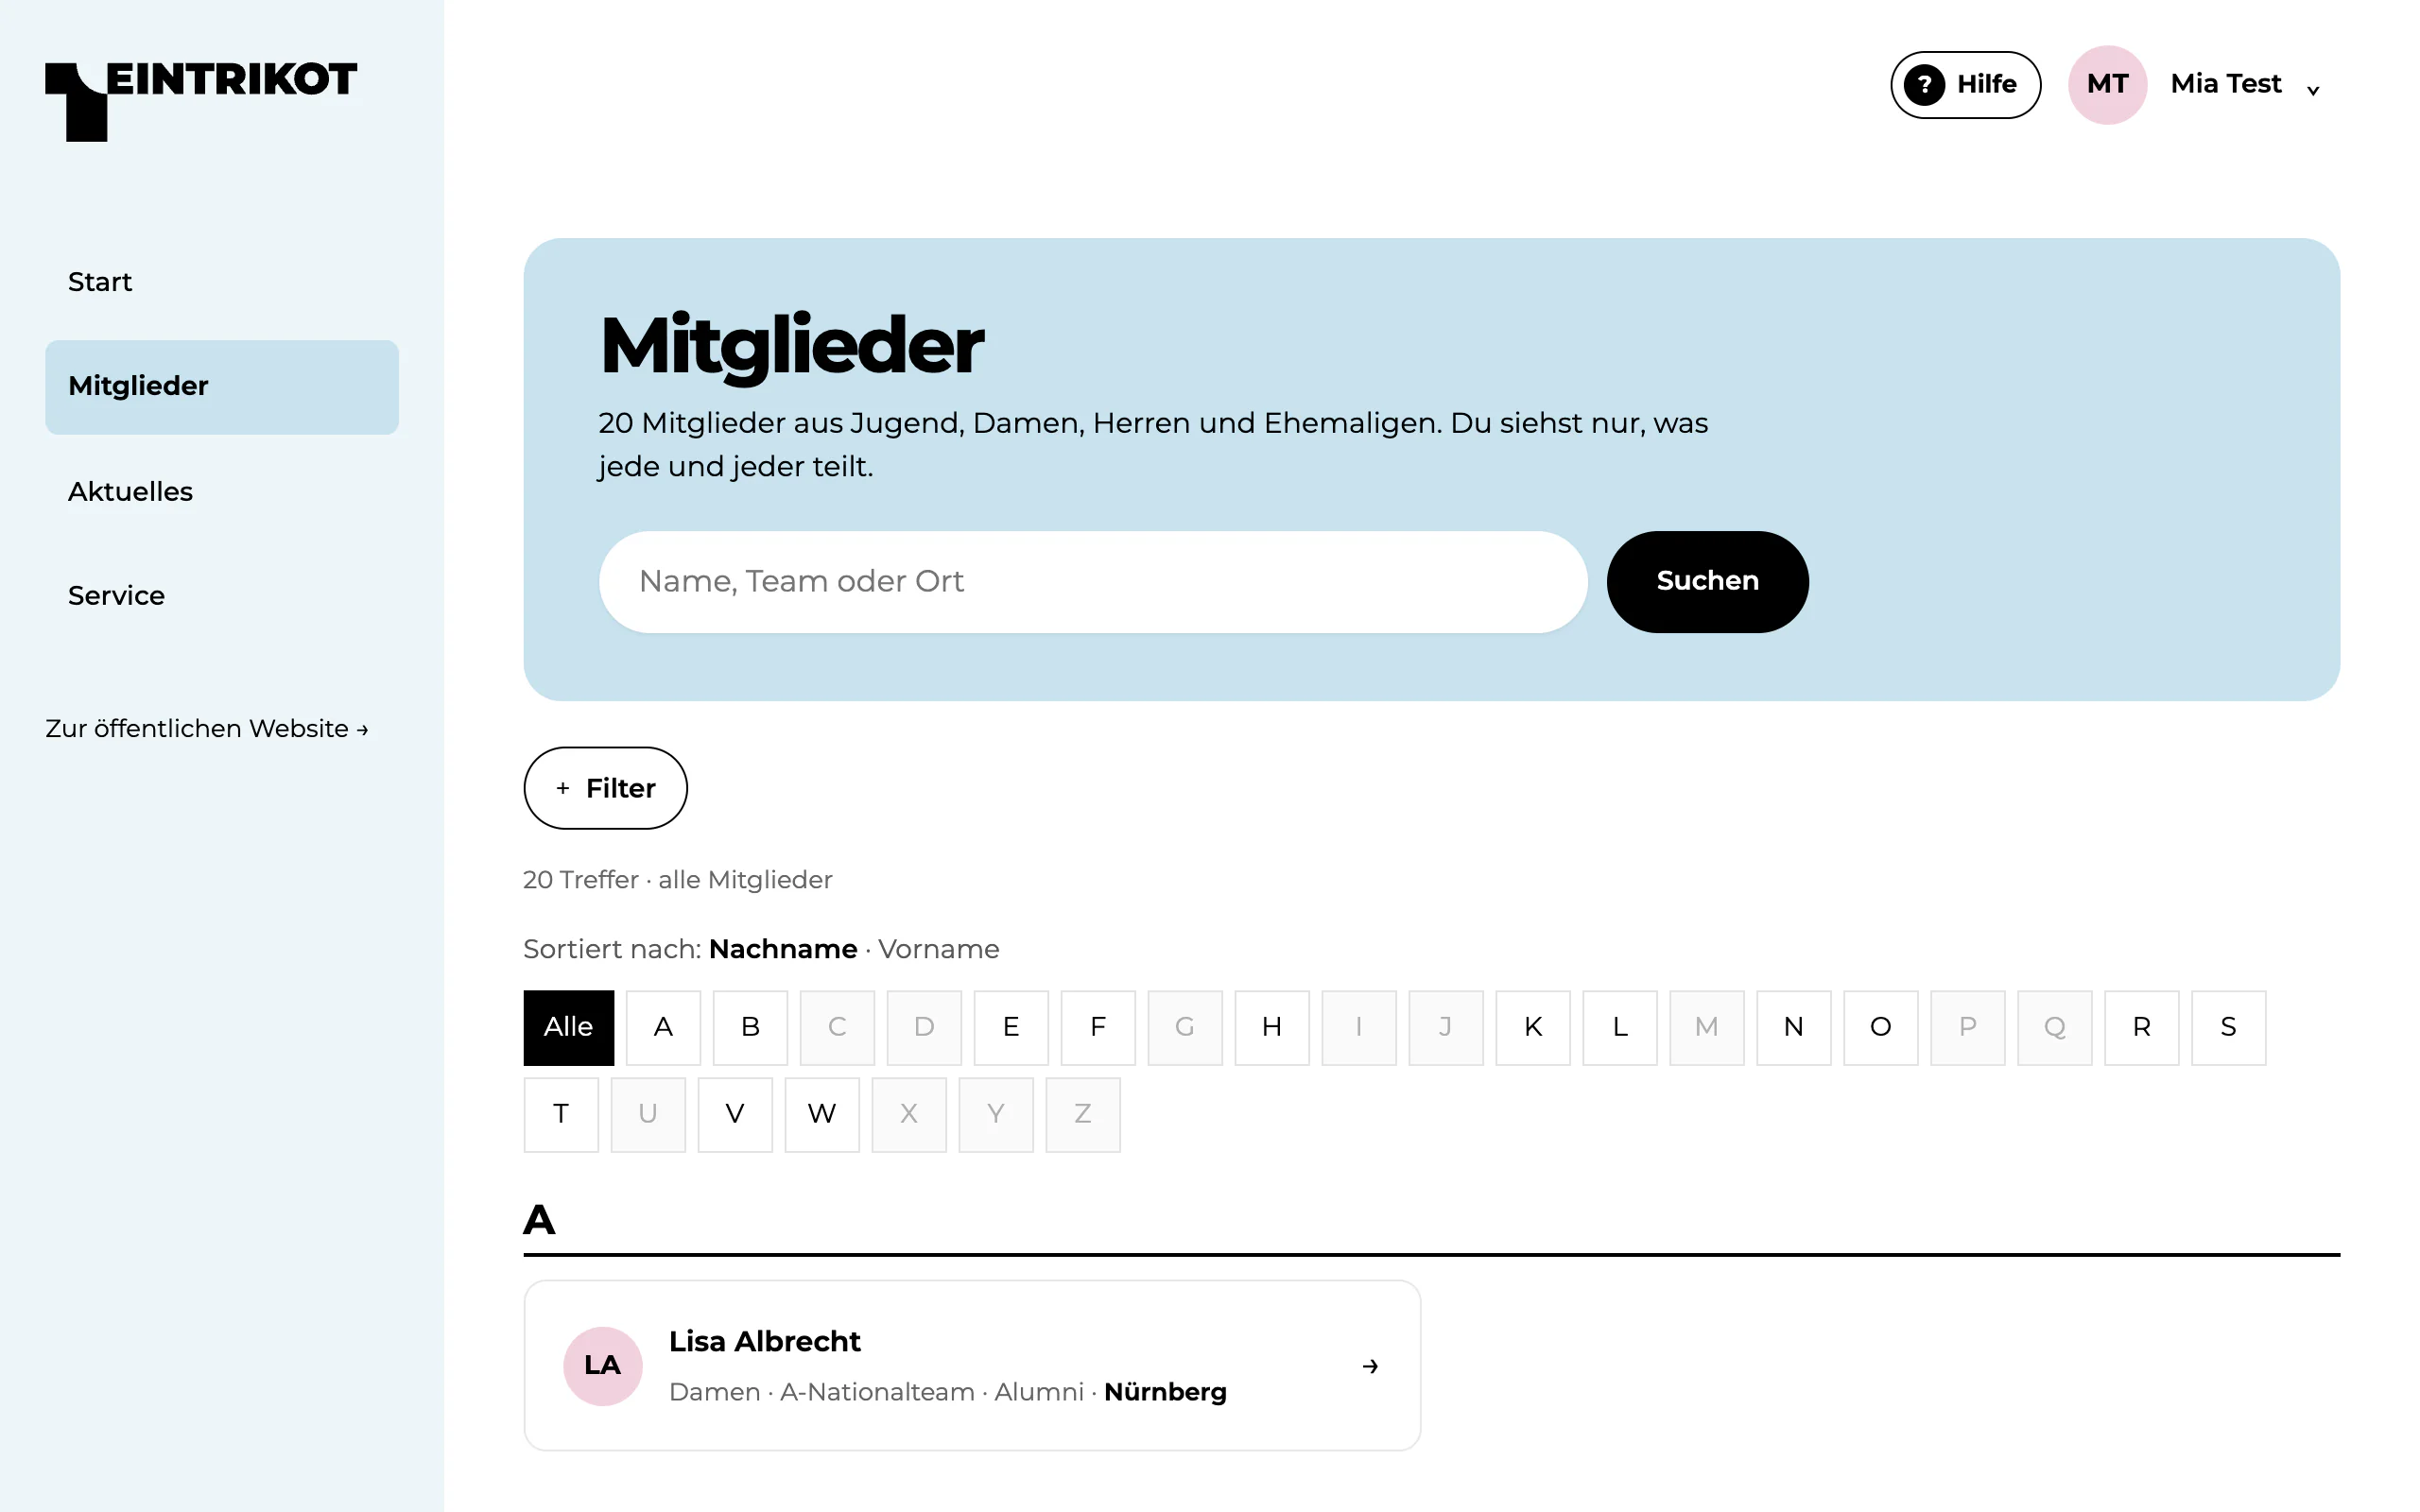 EINTRIKOT
? Hilfe
MT
Mia Test
Start
Mitglieder
Aktuelles
Service
Zur öffentlichen Website →
Mitglieder
20 Mitglieder aus Jugend, Damen, Herren und Ehemaligen. Du siehst nur, was
jede und jeder teilt.
Name, Team oder Ort
Suchen
+ Filter
20 Treffer · alle Mitglieder
Sortiert nach: Nachname · Vorname
Alle A B C D E F G H I J K L M N O P Q R S
T U V W X Y Z
A
LA
Lisa Albrecht
→
Damen · A-Nationalteam · Alumni · Nürnberg